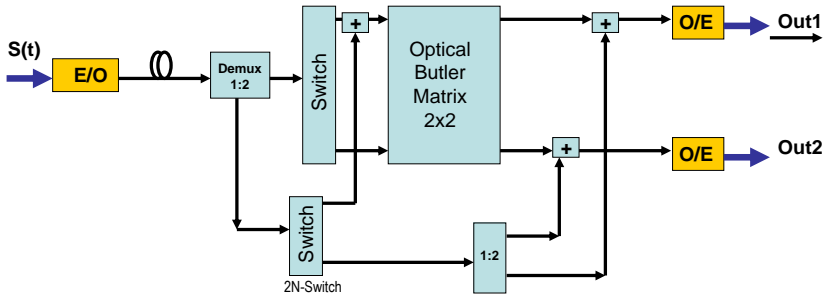 S(t)
E/O
Demux
1:2
Switch
+
Optical
Butler
Matrix
2x2
+
O/E
Out1
+
O/E
Out2
Switch
2N-Switch
1:2